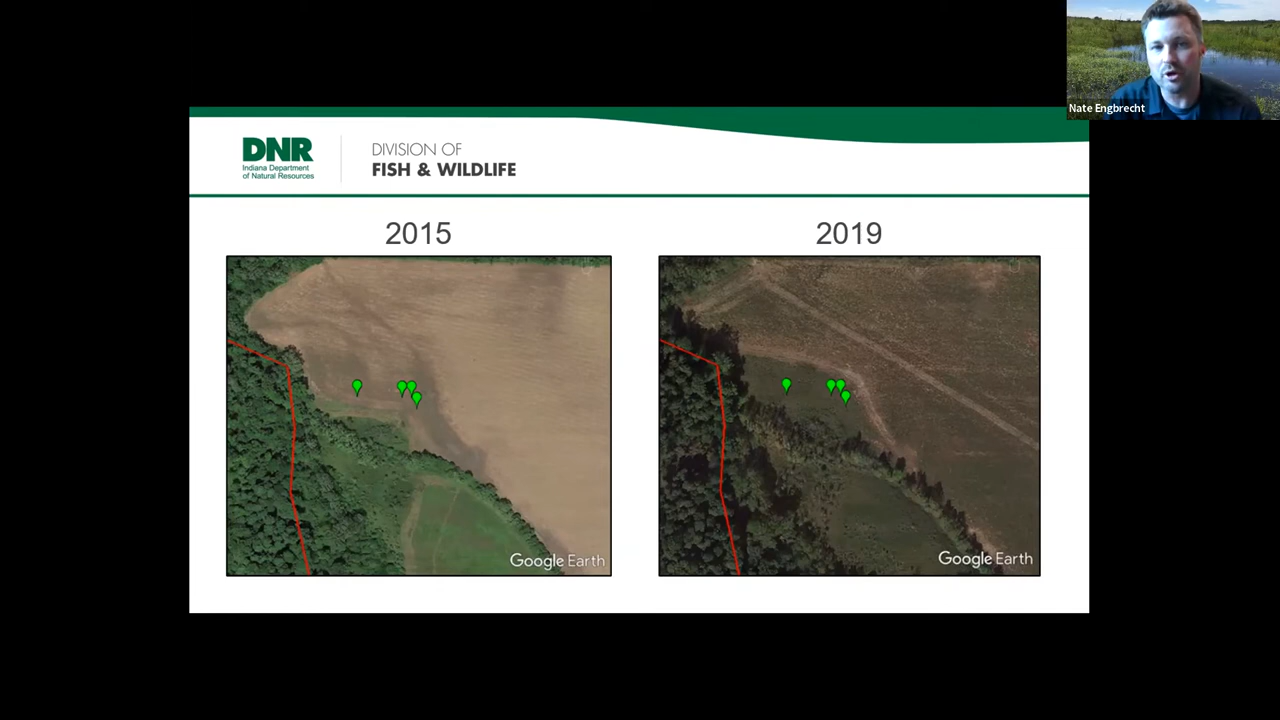 Nate Engbrecht
DNR
Indiana Department
of Natural Resources
DIVISION OF
FISH & WILDLIFE
2015
2019
Google Earth
Google Earth